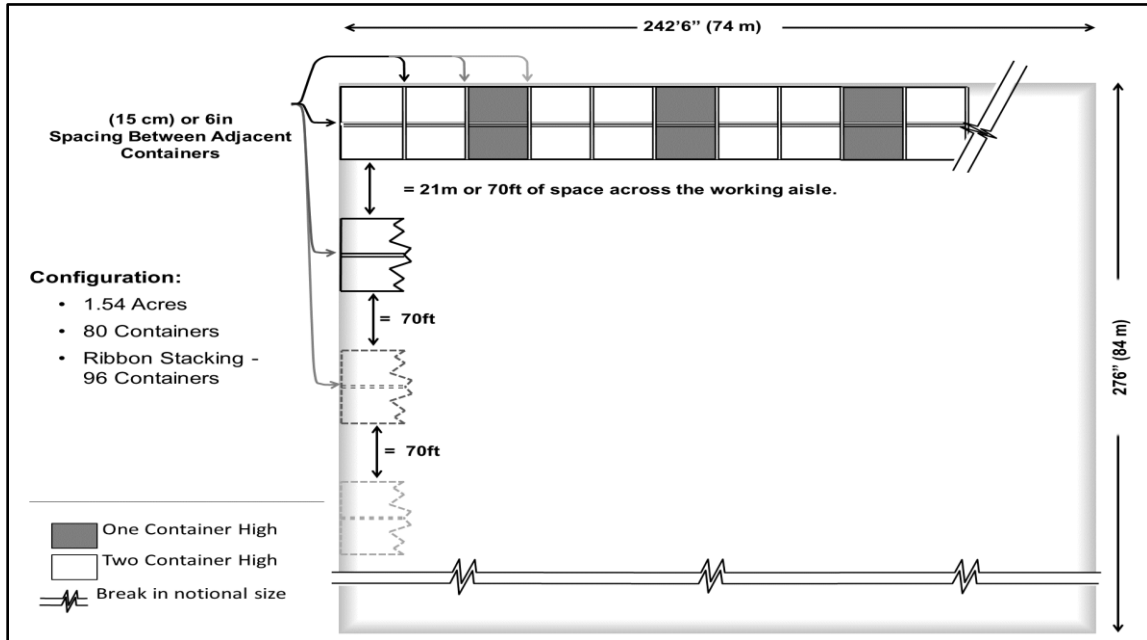 242'6” (74 m)
(15 cm) or 6in
Spacing Between Adjacent
Containers
= 21m or 70ft of space across the working aisle.
Configuration:
• 1.54 Acres
• 80 Containers
• Ribbon Stacking -
96 Containers
= 70ft
= 70ft
276” (84 m)
One Container High
Two Container High
Break in notional size